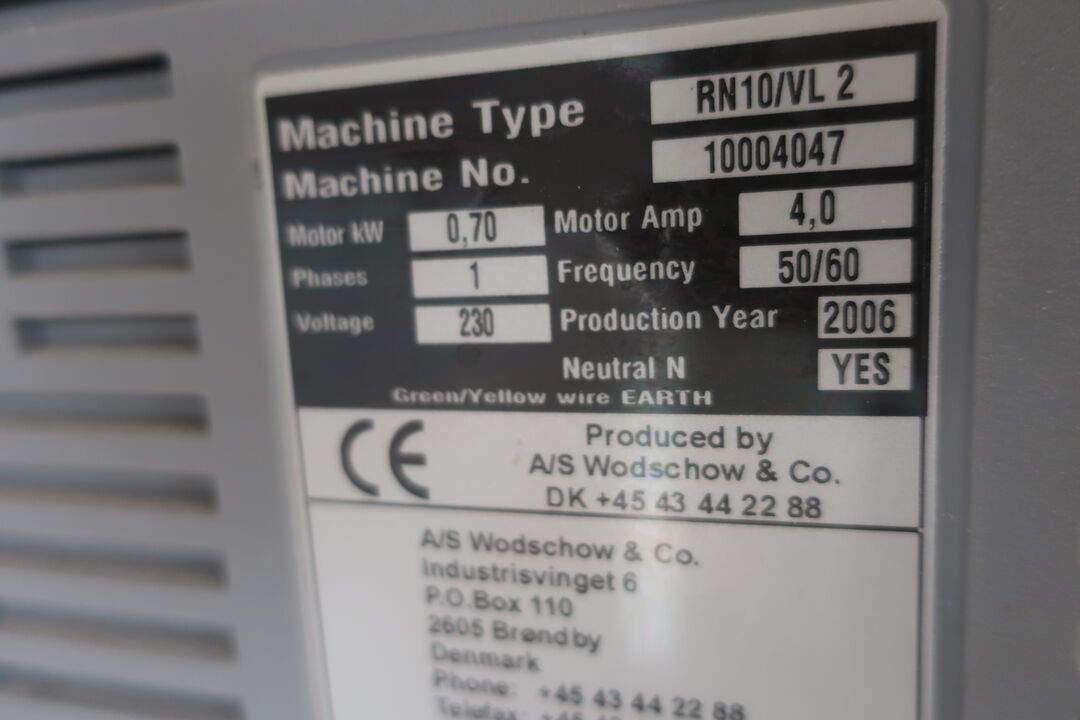 Machine Type RN10/VL 2
Machine No. 10004047
Motor kW 0,70 Motor Amp 4,0
Phases 1 Frequency 50/60
Voltage 230 Production Year 2006
Neutral N YES
Green/Yellow wire EARTH
CE
Produced by
A/S Wodschow & Co.
DK +45 43 44 22 88
A/S Wodschow & Co.
Industrisvinget 6
P.O.Box 110
2605 Brøndby
Denmark
Phone: +45 43 44 22 88
Telefax: +45